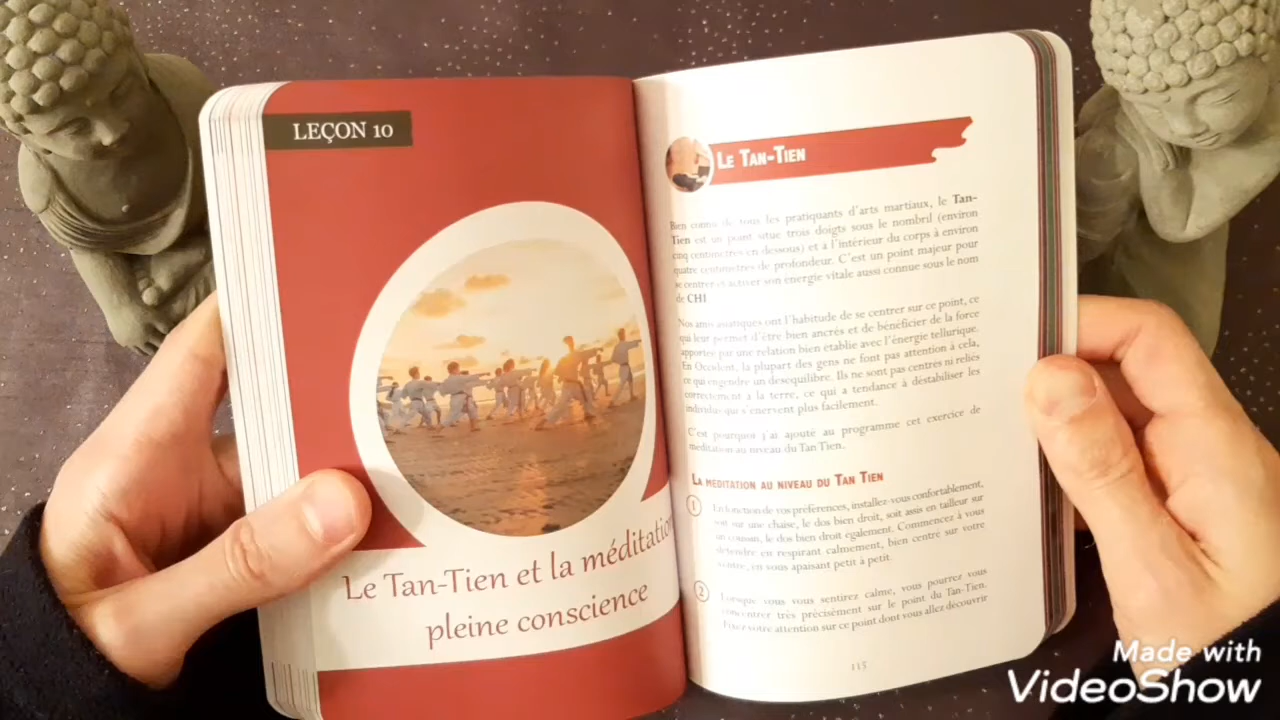 LEÇON 10
Le Tan-Tien et la méditation
pleine conscience
LE TAN-TIEN
Bien connu de tous les pratiquants d'arts martiaux, le Tan-
Tien est un point situé trois doigts sous le nombril (environ
cinq centimètres en dessous) et a l'intérieur du corps à environ
quatre centimètres de profondeur. C'est un point majeur pour
se centrer et activer son énergie vitale aussi connue sous le nom
de CHI
Nos amis asiatiques ont l'habitude de se centrer sur ce point, ce
qui leur permet d'être bien ancrés et de bénéficier de la force
apportée par une relation bien établie avec l'énergie tellurique.
En Occident, la plupart des gens ne font pas attention à cela,
ce qui engendre un déséquilibre. Ils ne sont pas centrés ni reliés
correctement a la terre, ce qui a tendance à déstabiliser les
individus qui s'énervent plus facilement.
C'est pourquoi j'ai ajouté au programme cet exercice de
méditation au niveau du Tan Tien.
LA MÉDITATION AU NIVEAU DU TAN TIEN
1 En fonction de vos préférences, installez-vous confortablement,
soit sur une chaise, le dos bien droit, soit assis en tailleur sur
un coussin, le dos bien droit également. Commencez à vous
détendre en respirant calmement, bien centré sur votre
ventre, en vous apaisant petit à petit.
2 Lorsque vous vous sentirez calme, vous pourrez vous
concentrer très précisément sur le point du Tan-Tien.
Fixez votre attention sur ce point dont vous allez découvrir
115
Made with
VideoShow